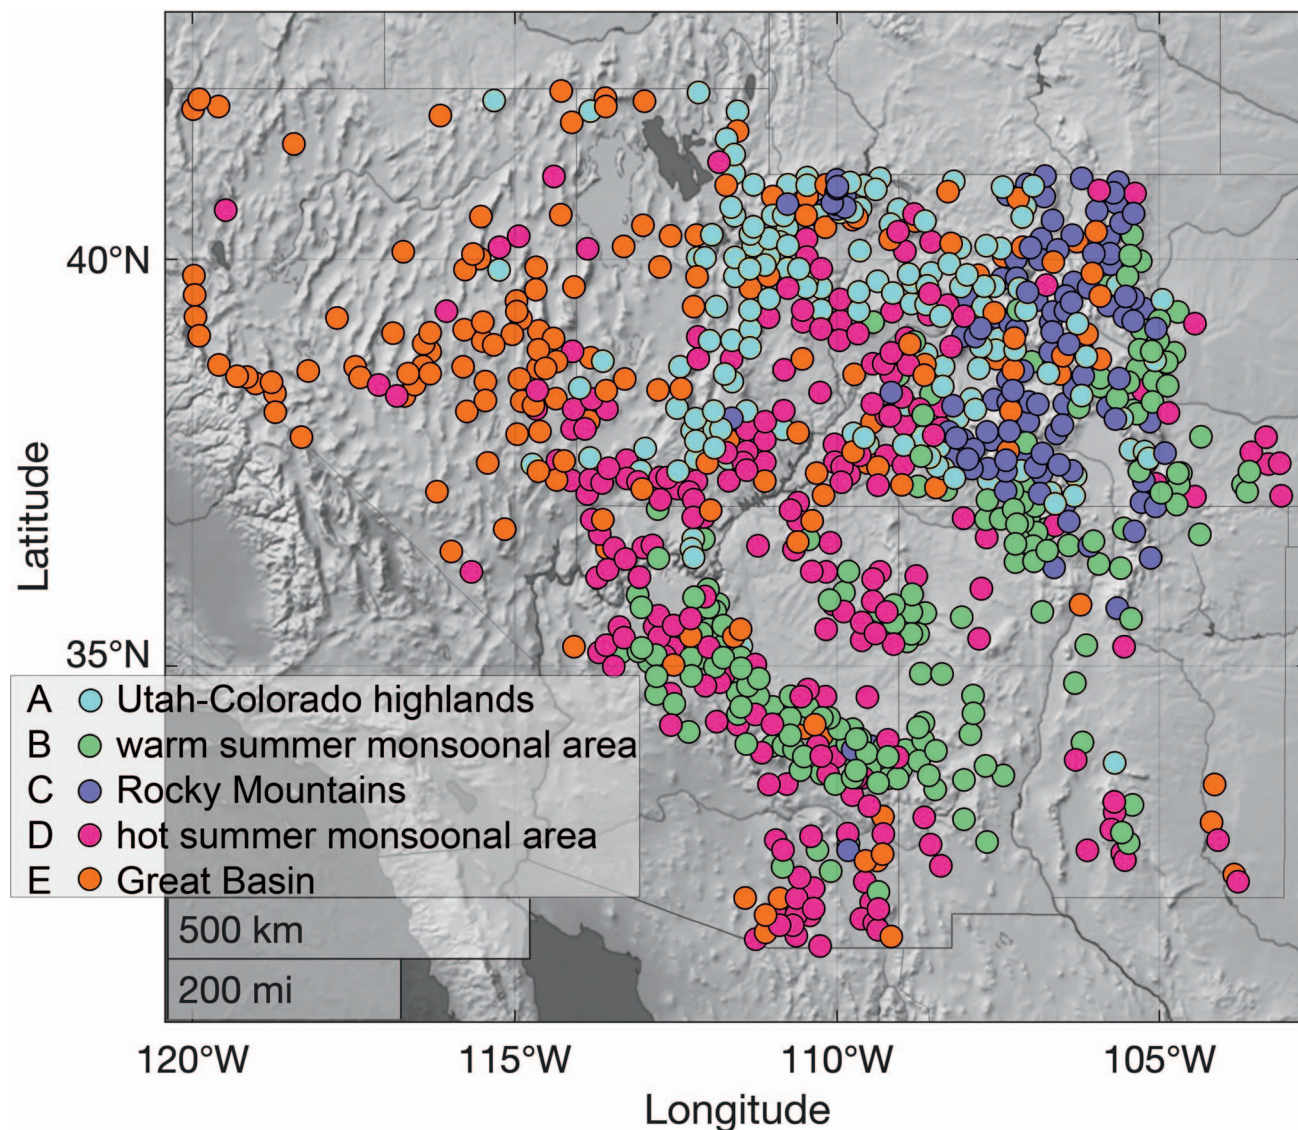 40°N
Latitude
35°N
A Utah-Colorado highlands
B warm summer monsoonal area
C Rocky Mountains
D hot summer monsoonal area
E Great Basin
500 km
200 mi
120°W 115°W 110°W 105°W
Longitude